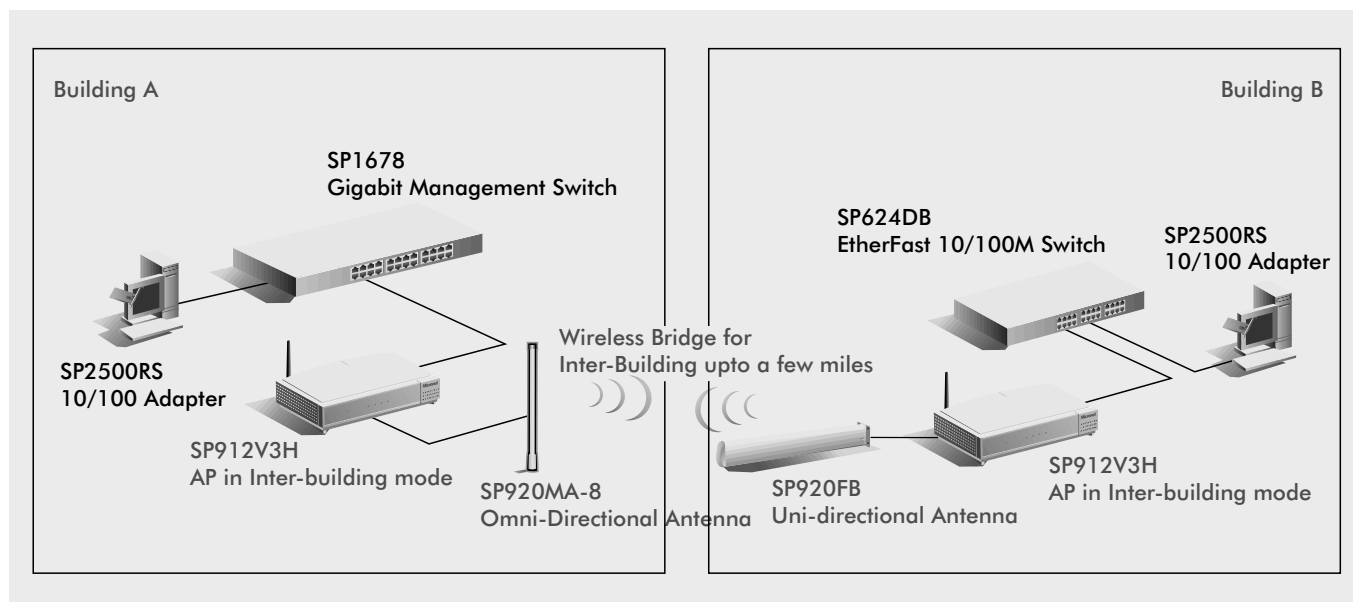 Building A
Building B
SP1678
Gigabit Management Switch
SP624DB
EtherFast 10/100M Switch
SP2500RS
10/100 Adapter
Wireless Bridge for
Inter-Building upto a few miles
SP2500RS
10/100 Adapter
SP912V3H
AP in Inter-building mode
SP920MA-8
Omni-Directional Antenna
SP920FB
Uni-directional Antenna
SP912V3H
AP in Inter-building mode